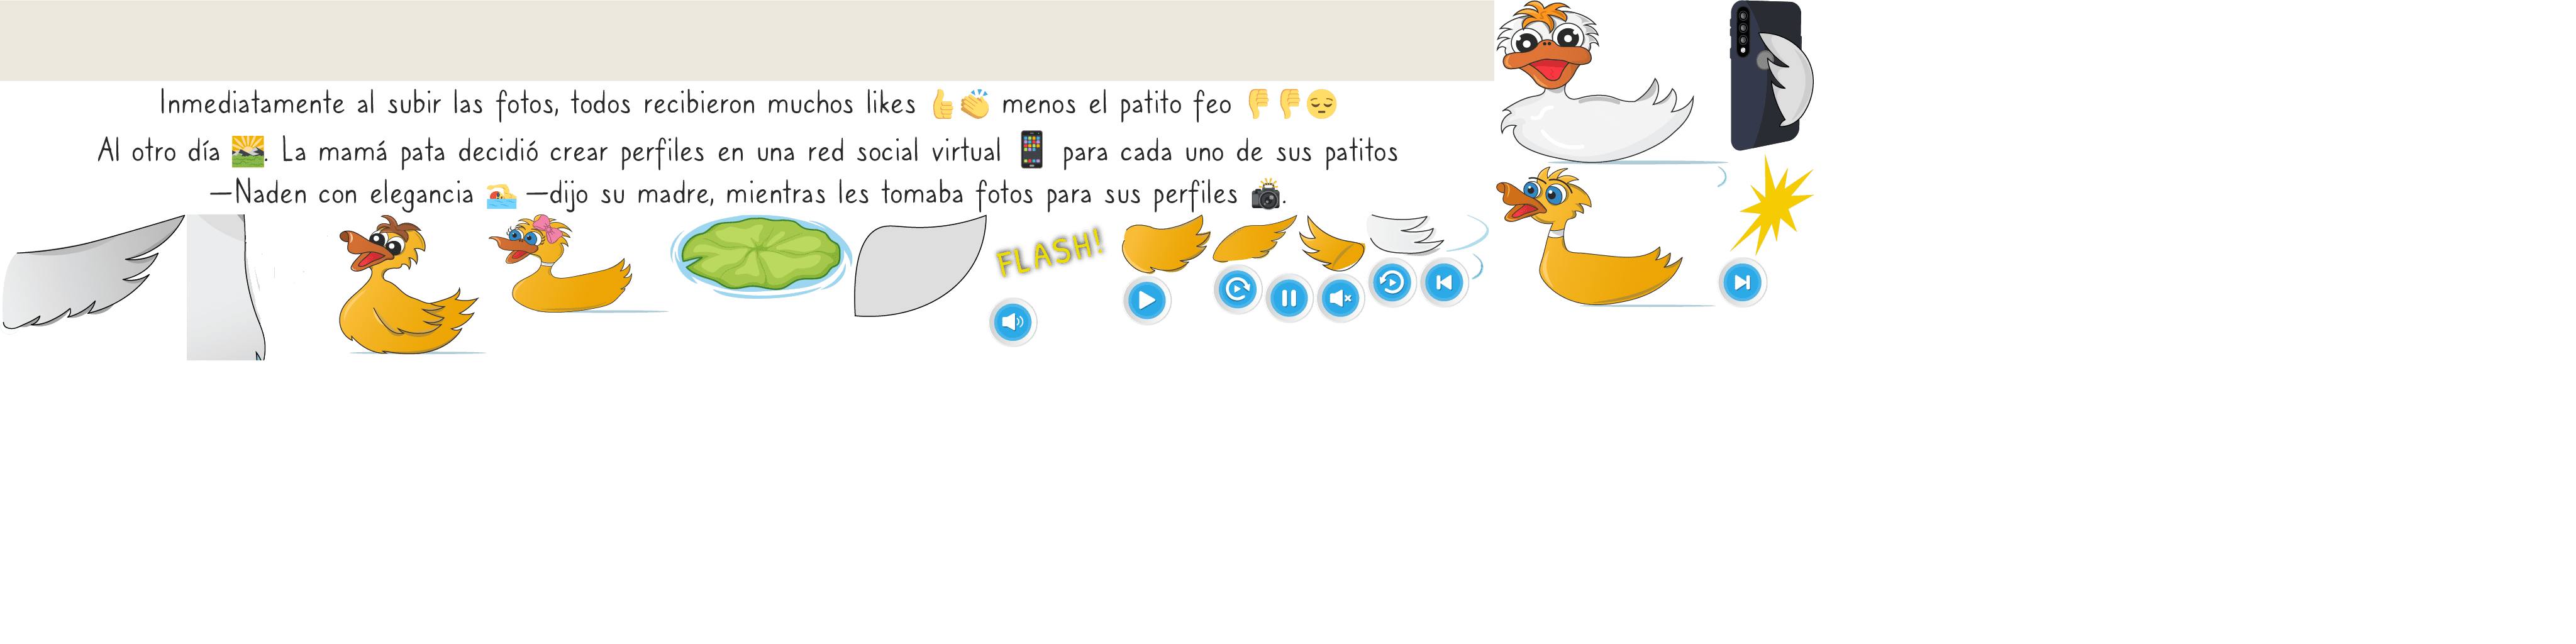 Inmediatamente al subir las fotos, todos recibieron muchos likes 👍👏 menos el patito feo 👎👎😔
Al otro día 🌄. La mamá pata decidió crear perfiles en una red social virtual 📱 para cada uno de sus patitos
—Naden con elegancia 🏊 —dijo su madre, mientras les tomaba fotos para sus perfiles 📸.
FLASH!